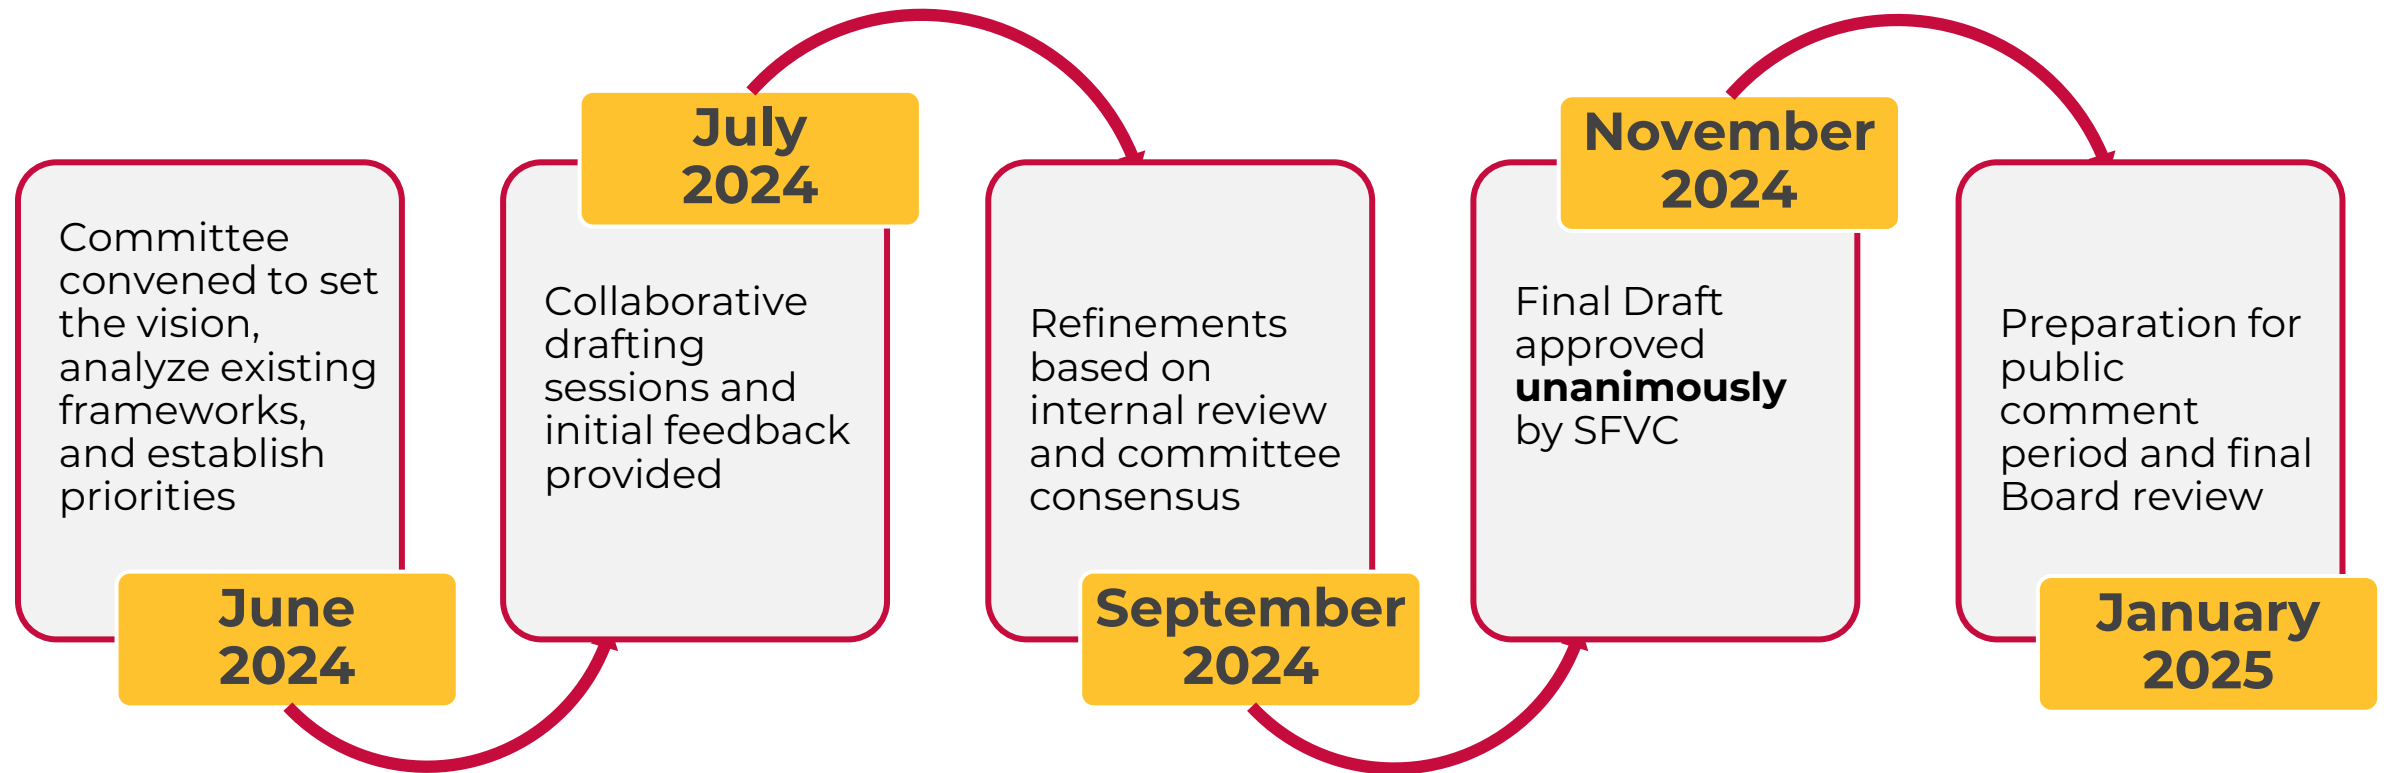 Committee
convened to set
the vision,
analyze existing
frameworks,
and establish
priorities
June
2024
July
2024
Collaborative
drafting
sessions and
initial feedback
provided
Refinements
based on
internal review
and committee
consensus
September
2024
November
2024
Final Draft
approved
unanimously
by SFVC
Preparation for
public
comment
period and final
Board review
January
2025